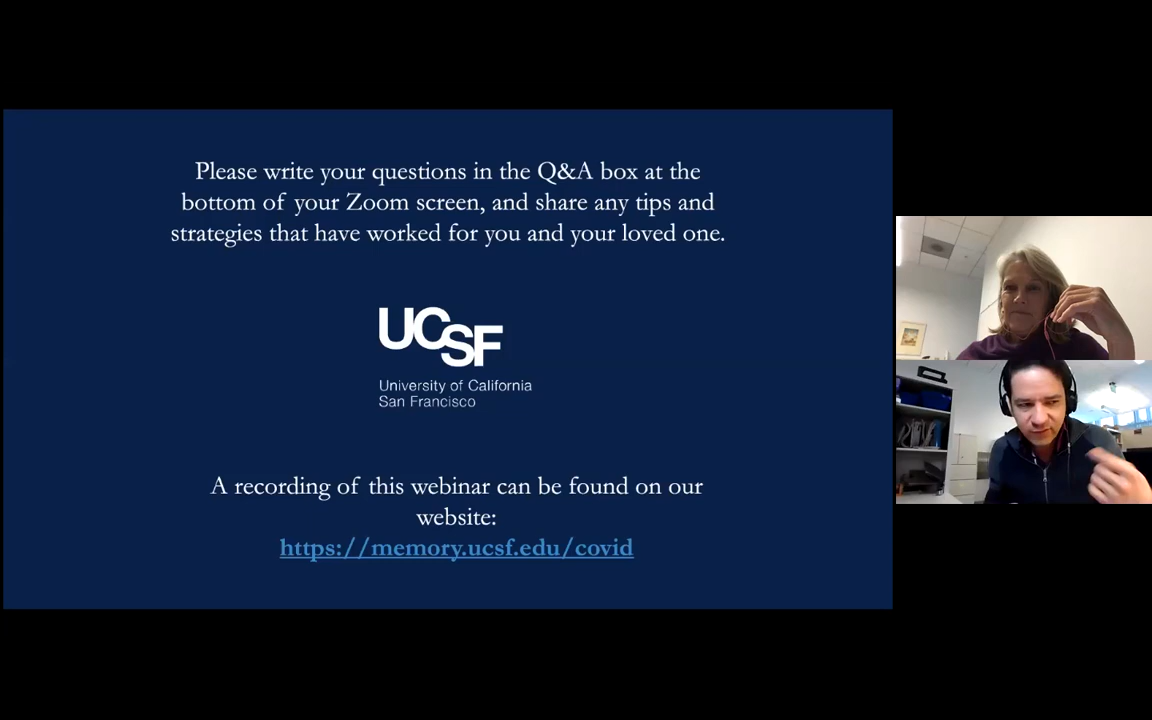 Please write your questions in the Q&A box at the
bottom of your Zoom screen, and share any tips and
strategies that have worked for you and your loved one.
UCSF
University of California
San Francisco
A recording of this webinar can be found on our
website:
https://memory.ucsf.edu/covid